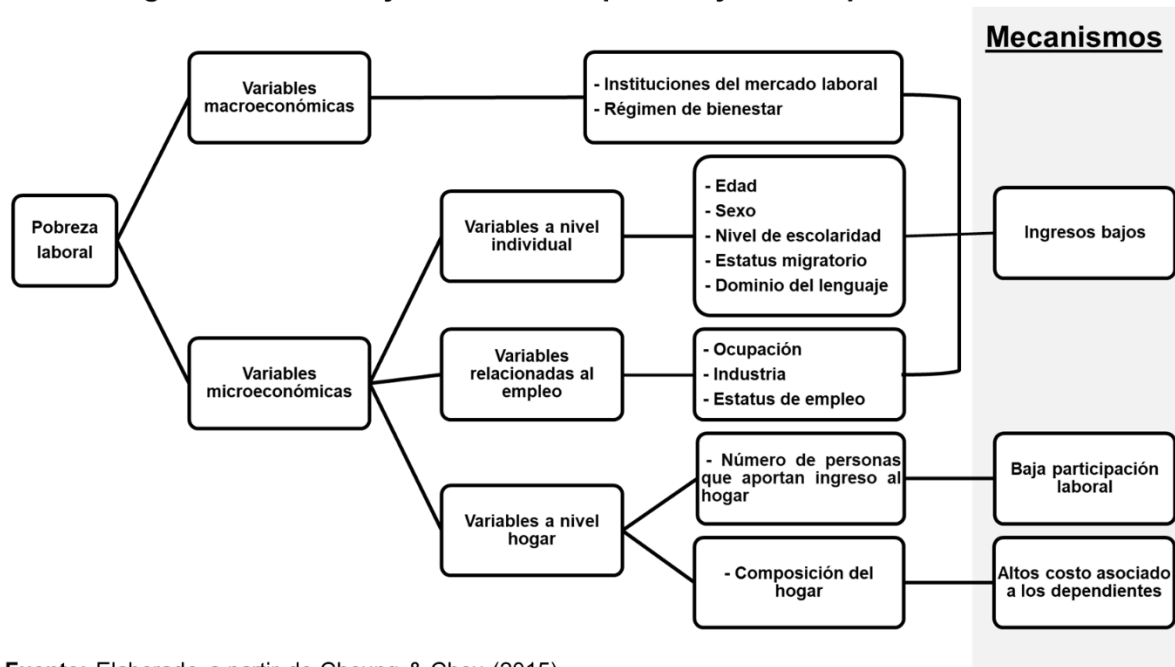 Mecanismos
Variables
macroeconómicas
- Instituciones del mercado laboral
- Régimen de bienestar
Pobreza
laboral
Variables a nivel
individual
- Edad
- Sexo
- Nivel de escolaridad
- Estatus migratorio
- Dominio del lenguaje
Ingresos bajos
Variables
microeconómicas
Variables
relacionadas al
empleo
- Ocupación
- Industria
- Estatus de empleo
Variables a nivel
hogar
- Número de personas
que aportan ingreso al
hogar
Baja participación
laboral
- Composición del
hogar
Altos costo asociado
a los dependientes